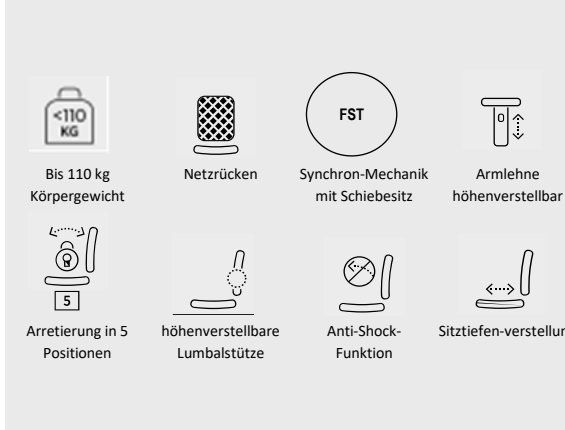 <110
KG
FST
Bis 110 kg
Körpergewicht
Netzrücken
Synchron-Mechanik
mit Schiebesitz
Armlehne
höhenverstellbar
5
Arretierung in 5
Positionen
höhenverstellbare
Lumbalstütze
Anti-Shock-
Funktion
Sitztiefen-verstellun